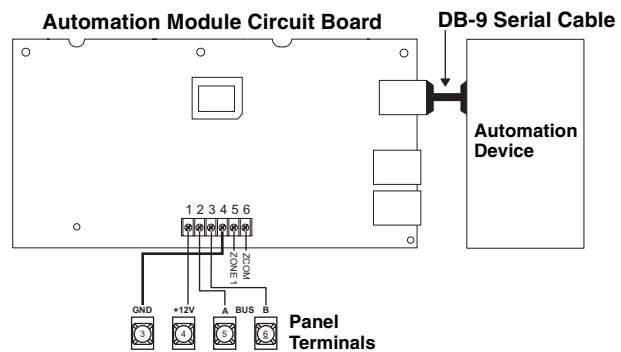 Automation Module Circuit Board
DB-9 Serial Cable
Automation
Device
1 2 3 4 5 6
ZONE 1
ZCOM
GND +12V A BUS B
3 4 5 6
Panel
Terminals